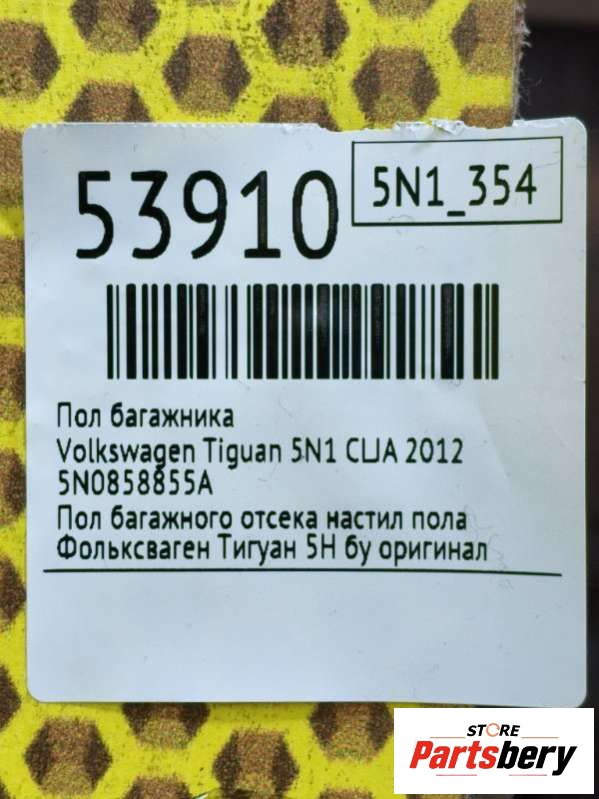 53910
5N1_354
Пол багажника
Volkswagen Tiguan 5N1 CLJA 2012
5N0858855A
Пол багажного отсека настил пола
Фольксваген Тигуан 5Н бу оригинал
STORE
Partsbery